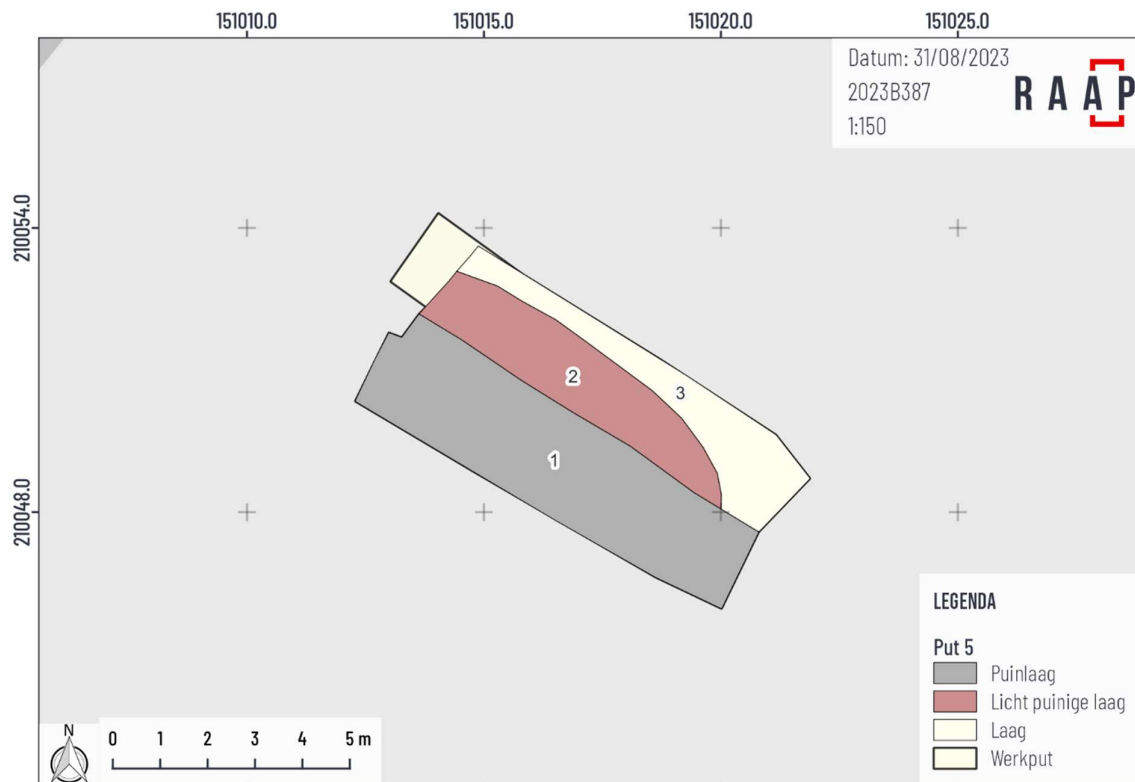 151010.0 151015.0 151020.0 151025.0
Datum: 31/08/2023
2023B387
1:150
RAAP
210054.0
210048.0
1
2
3
LEGENDA
Put 5
Puinlaag
Licht puinige laag
Laag
Werkput
N
0 1 2 3 4 5 m